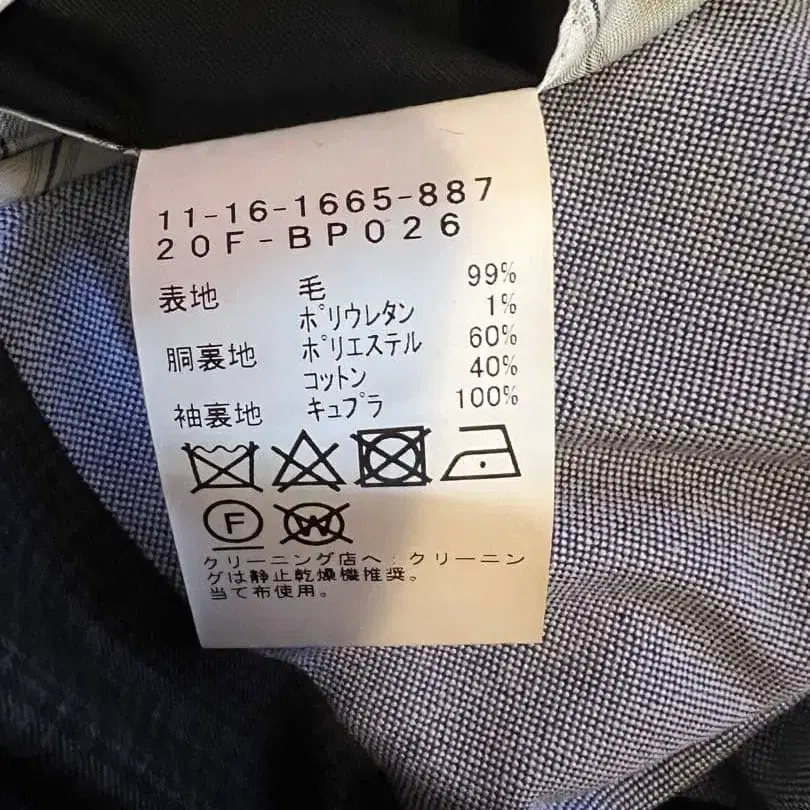 11-16-1665-887
20F-BP026
表地 毛 99%
ポリウレタン 1%
胴裏地 ポリエステル 60%
コットン 40%
袖裏地 キュプラ 100%
F W
クリーニング店へ:クリーニン
グは静止乾燥機推奨。
当て布使用。